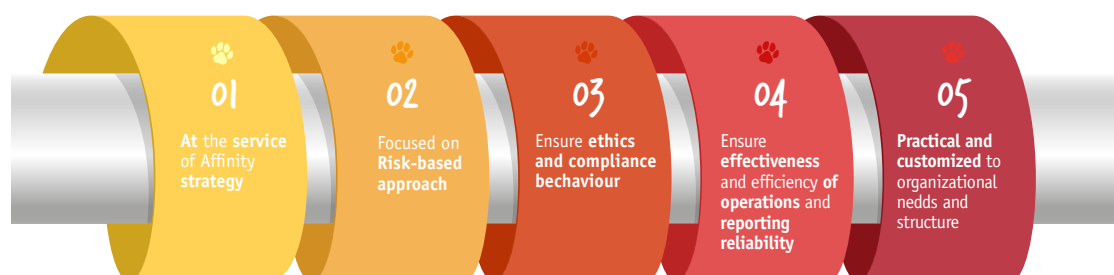 01
At the service
of Affinity
strategy
02
Focused on
Risk-based
approach
03
Ensure ethics
and compliance
bechaviour
04
Ensure
effectiveness
and efficiency of
operations and
reporting
reliability
05
Practical and
customized to
organizational
nedds and
structure